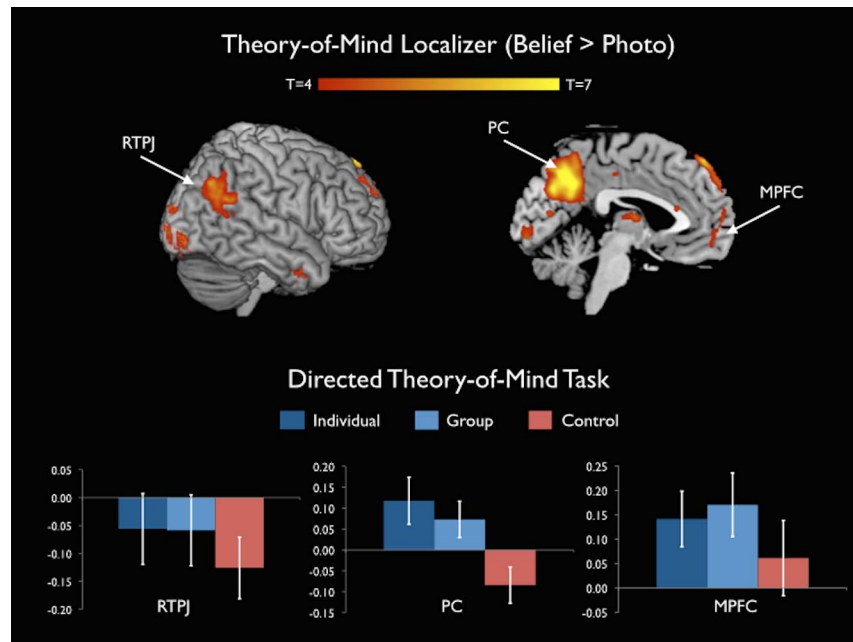 Theory-of-Mind Localizer (Belief > Photo)
T=4 T=7
RTPJ
PC
MPFC
Directed Theory-of-Mind Task
Individual Group Control
0.05
0.00
-0.05
-0.10
-0.15
-0.20
RTPJ
0.20
0.15
0.10
0.05
0.00
-0.05
-0.10
-0.15
PC
0.25
0.20
0.15
0.10
0.05
0.00
-0.05
MPFC